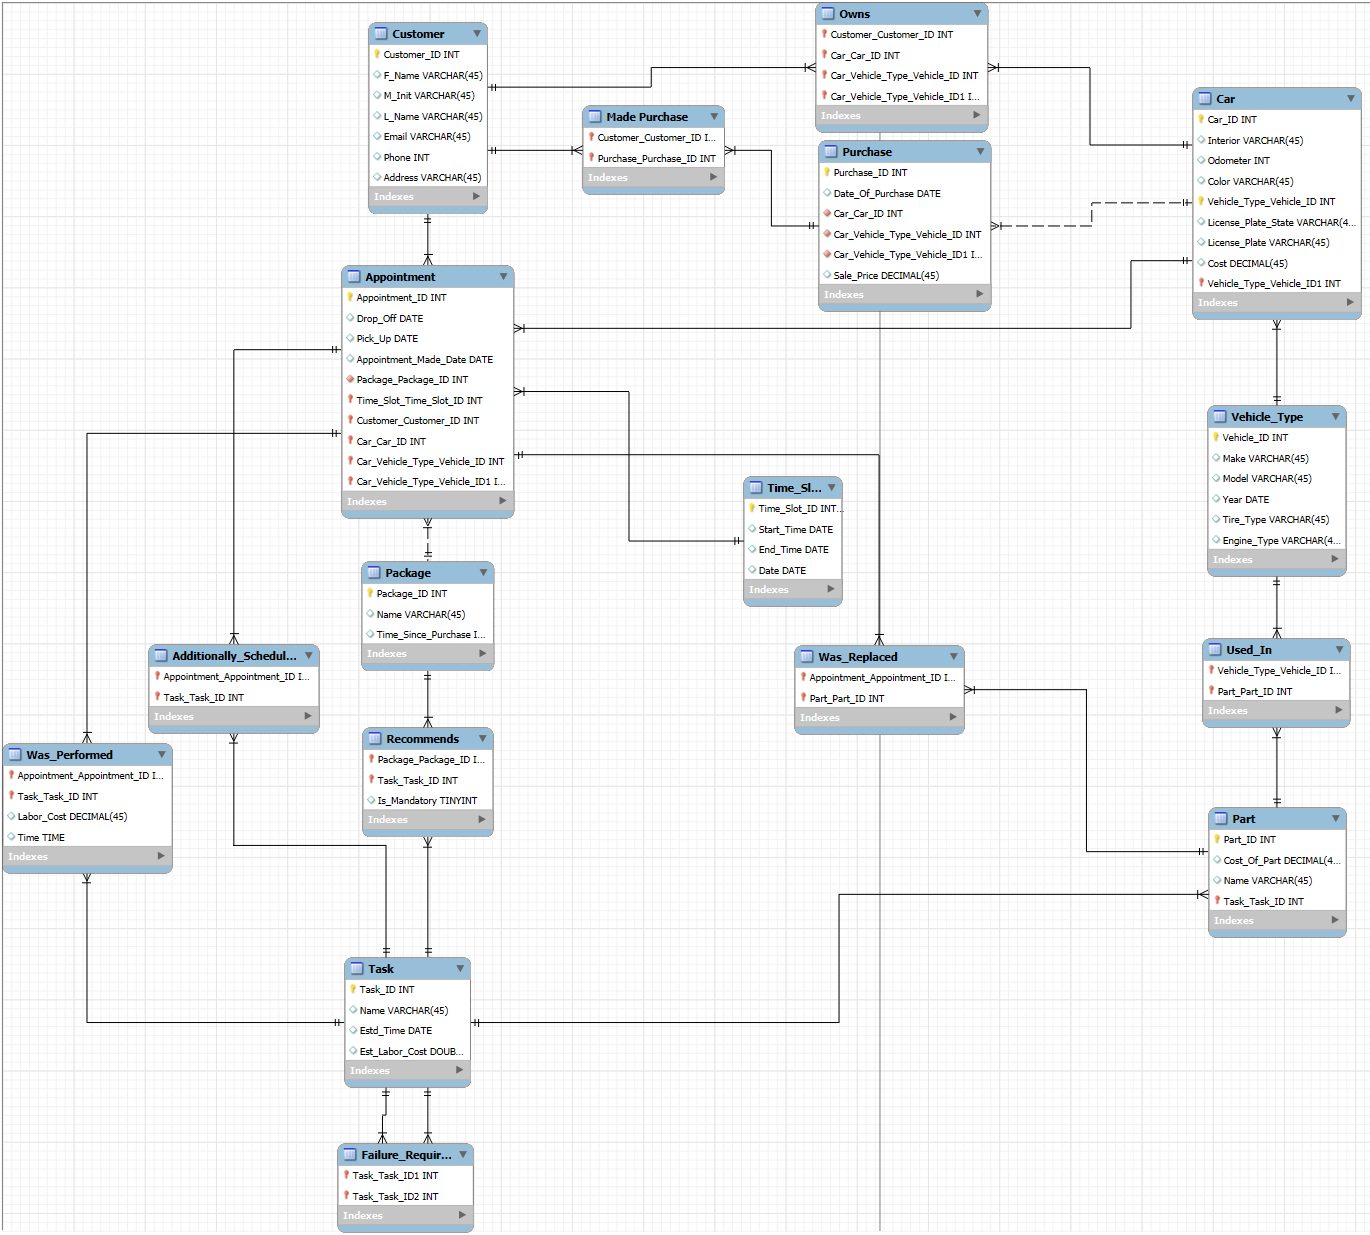 Customer
Customer_ID INT
F_Name VARCHAR(45)
M_Init VARCHAR(45)
L_Name VARCHAR(45)
Email VARCHAR(45)
Phone INT
Address VARCHAR(45)
Indexes
Made Purchase
Customer_Customer_ID I...
Purchase_Purchase_ID INT
Indexes
Owns
Customer_Customer_ID INT
Car_Car_ID INT
Car_Vehicle_Type_Vehicle_ID INT
Car_Vehicle_Type_Vehicle_ID1 I...
Indexes
Purchase
Purchase_ID INT
Date_Of_Purchase DATE
Car_Car_ID INT
Car_Vehicle_Type_Vehicle_ID INT
Car_Vehicle_Type_Vehicle_ID1 I...
Sale_Price DECIMAL(45)
Indexes
Car
Car_ID INT
Interior VARCHAR(45)
Odometer INT
Color VARCHAR(45)
Vehicle_Type_Vehicle_ID INT
License_Plate_State VARCHAR(4...
License_Plate VARCHAR(45)
Cost DECIMAL(45)
Vehicle_Type_Vehicle_ID1 INT
Indexes
Appointment
Appointment_ID INT
Drop_Off DATE
Pick_Up DATE
Appointment_Made_Date DATE
Package_Package_ID INT
Time_Slot_Time_Slot_ID INT
Customer_Customer_ID INT
Car_Car_ID INT
Car_Vehicle_Type_Vehicle_ID INT
Car_Vehicle_Type_Vehicle_ID1 I...
Indexes
Time_Sl...
Time_Slot_ID INT...
Start_Time DATE
End_Time DATE
Date DATE
Indexes
Vehicle_Type
Vehicle_ID INT
Make VARCHAR(45)
Model VARCHAR(45)
Year DATE
Tire_Type VARCHAR(45)
Engine_Type VARCHAR(4...
Indexes
Package
Package_ID INT
Name VARCHAR(45)
Time_Since_Purchase I...
Indexes
Additionally_Schedul...
Appointment_Appointment_ID I...
Task_Task_ID INT
Indexes
Was_Replaced
Appointment_Appointment_ID I...
Part_Part_ID INT
Indexes
Used_In
Vehicle_Type_Vehicle_ID I...
Part_Part_ID INT
Indexes
Was_Performed
Appointment_Appointment_ID I...
Task_Task_ID INT
Labor_Cost DECIMAL(45)
Time TIME
Indexes
Recommends
Package_Package_ID I...
Task_Task_ID INT
Is_Mandatory TINYINT
Indexes
Part
Part_ID INT
Cost_Of_Part DECIMAL(4...
Name VARCHAR(45)
Task_Task_ID INT
Indexes
Task
Task_ID INT
Name VARCHAR(45)
Estd_Time DATE
Est_Labor_Cost DOUB...
Indexes
Failure_Requir...
Task_Task_ID1 INT
Task_Task_ID2 INT
Indexes